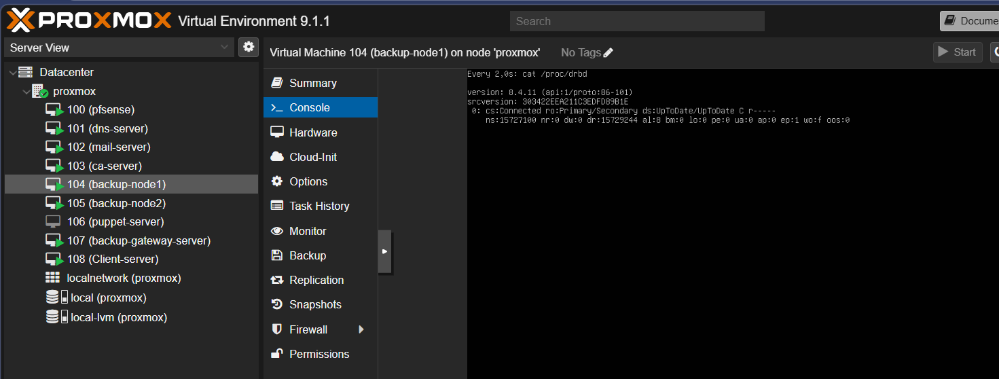 PROXMOX Virtual Environment 9.1.1
Search
Docume
Server View
Datacenter
proxmox
100 (pfsense)
101 (dns-server)
102 (mail-server)
103 (ca-server)
104 (backup-node1)
105 (backup-node2)
106 (puppet-server)
107 (backup-gateway-server)
108 (Client-server)
localnetwork (proxmox)
local (proxmox)
local-lvm (proxmox)
Virtual Machine 104 (backup-node1) on node 'proxmox'
No Tags
Start
Summary
Console
Hardware
Cloud-Init
Options
Task History
Monitor
Backup
Replication
Snapshots
Firewall
Permissions
Every 2,0s: cat /proc/drbd
version: 8.4.11 (api:1/proto:86-101)
srcversion: 303422EEA211C3EDFD89B1E
0: cs:Connected ro:Primary/Secondary ds:UpToDate/UpToDate C r-----
ns:15727100 nr:0 dw:0 dr:15729244 al:8 bm:0 lo:0 pe:0 ua:0 ap:0 ep:1 wo:f oos:0